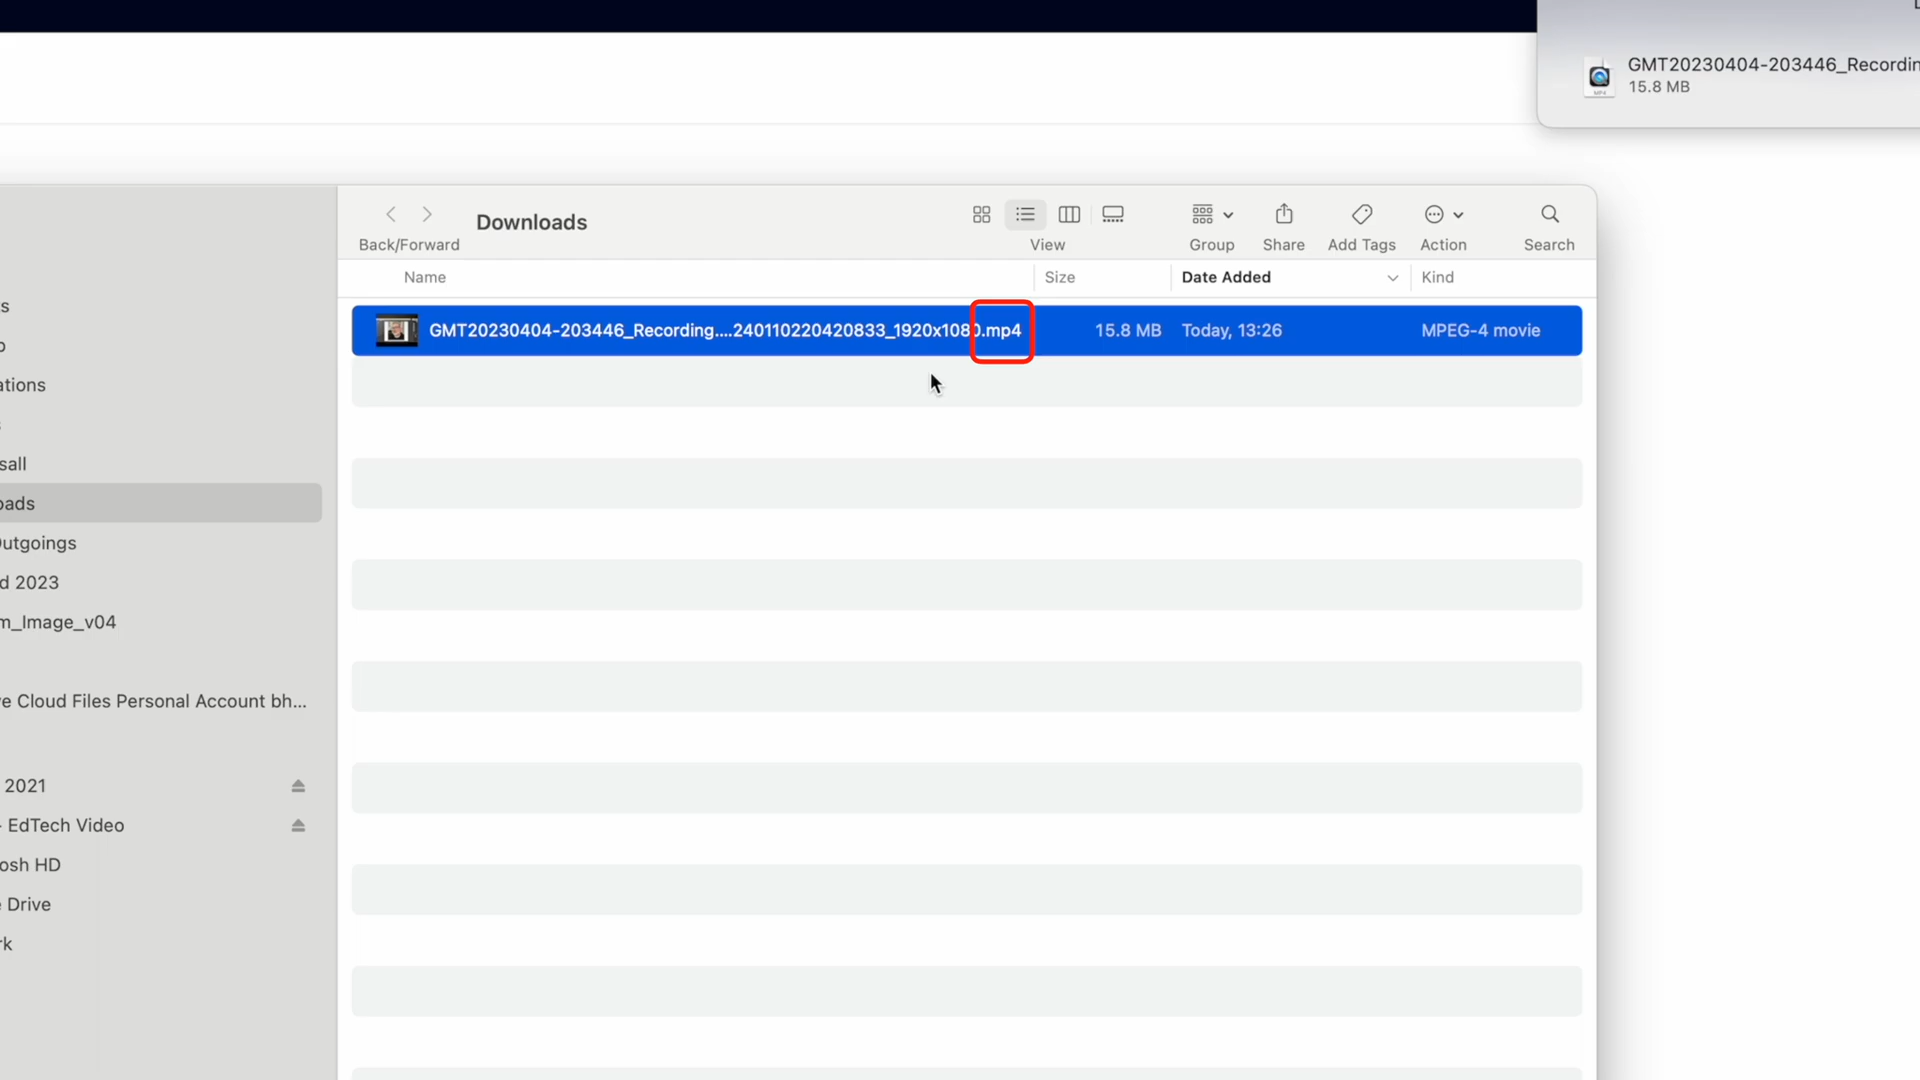 GMT20230404-203446_Recordin
15.8 MB
MP4
Downloads
Back/Forward
View
Group
Share
Add Tags
Action
Search
Name
Size
Date Added
Kind
GMT20230404-203446_Recording....240110220420833_1920x1080.mp4
15.8 MB
Today, 13:26
MPEG-4 movie
s
o
ations
s
sall
oads
Outgoings
d 2023
m_Image_v04
e Cloud Files Personal Account bh...
2021
- EdTech Video
osh HD
e Drive
rk